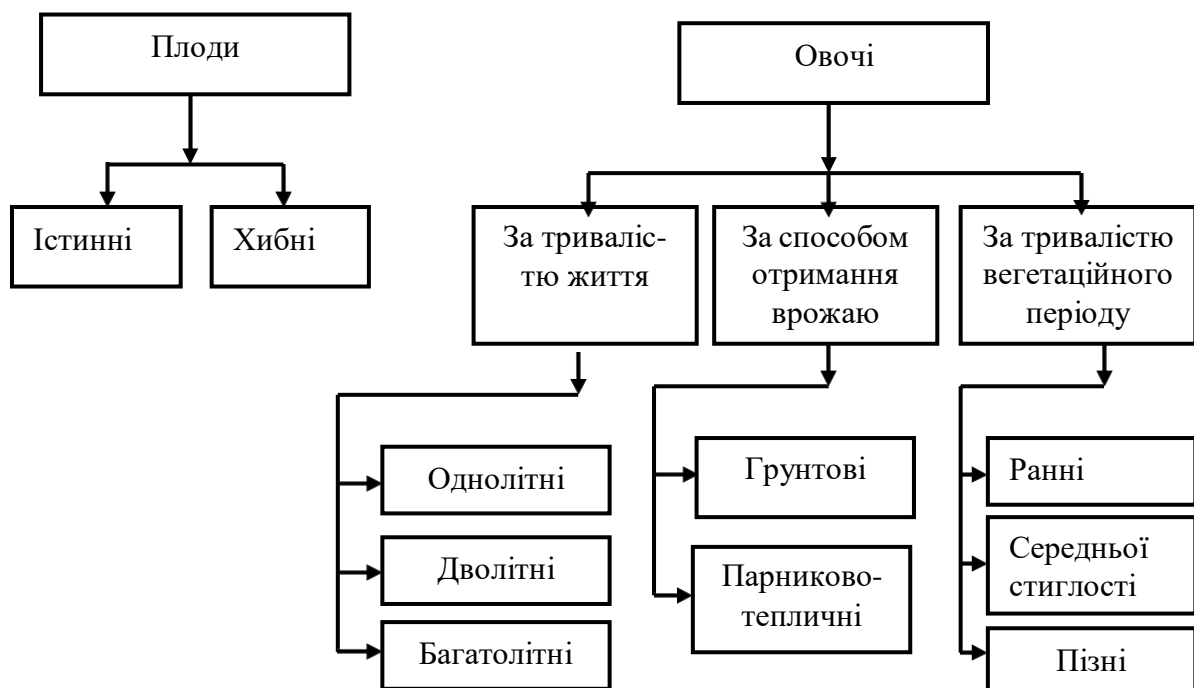 Плоди
Овочі
Істинні
Хибні
За триваліс-
тю життя
За способом
отримання
врожаю
За тривалістю
вегетаційного
періоду
Однолітні
Дволітні
Багатолітні
Грунтові
Парниково-
тепличні
Ранні
Середньої
стиглості
Пізні